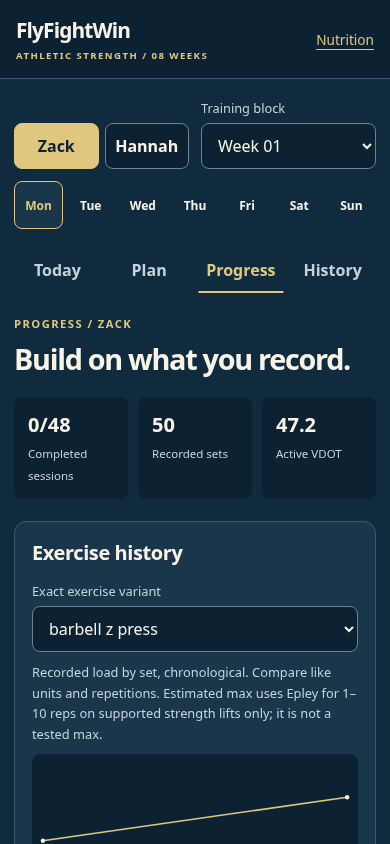 FlyFightWin
ATHLETIC STRENGTH / 08 WEEKS
Nutrition
Training block
Zack
Hannah
Week 01
Mon
Tue
Wed
Thu
Fri
Sat
Sun
Today
Plan
Progress
History
PROGRESS / ZACK
Build on what you record.
0/48
Completed
sessions
50
Recorded sets
47.2
Active VDOT
Exercise history
Exact exercise variant
barbell z press
Recorded load by set, chronological. Compare like
units and repetitions. Estimated max uses Epley for 1–
10 reps on supported strength lifts only; it is not a
tested max.